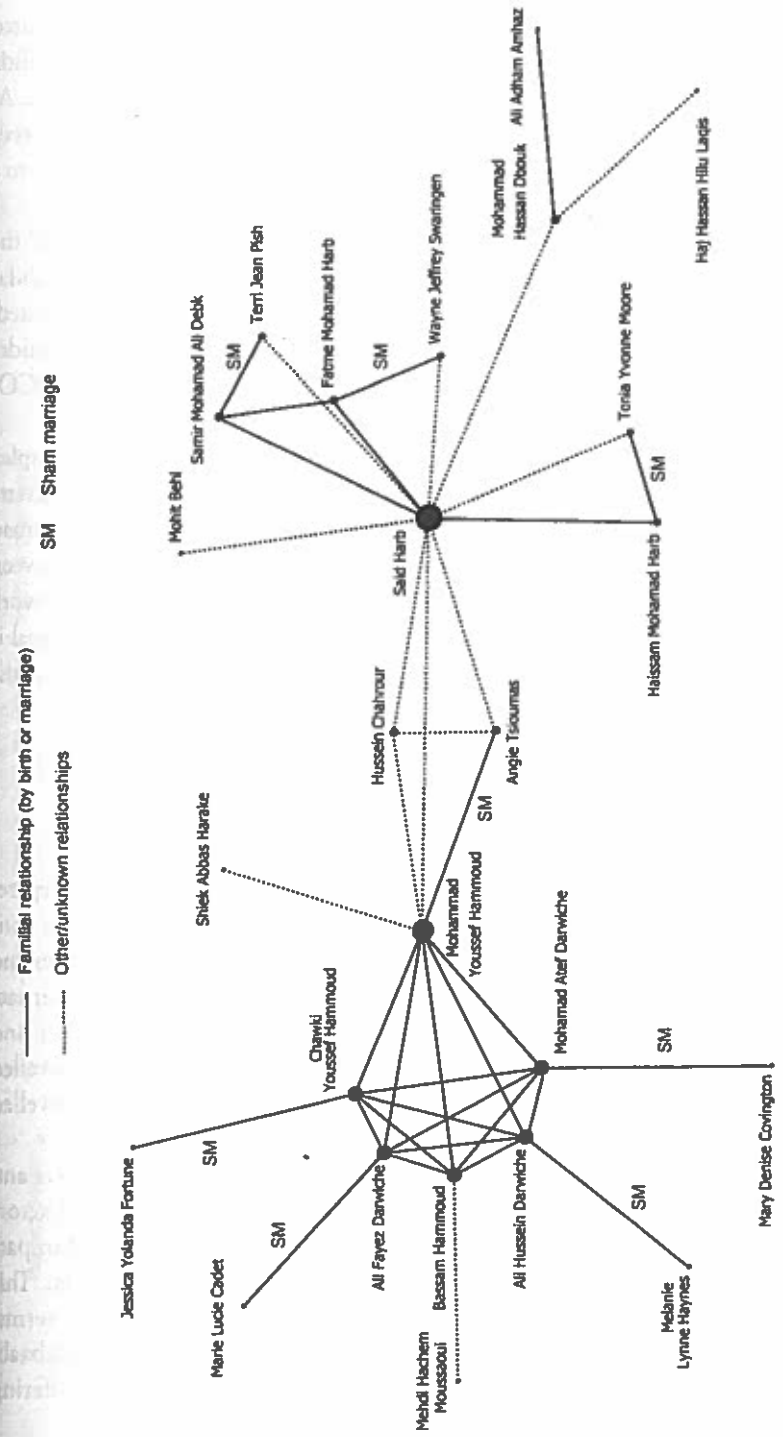 Familial relationship (by birth or marriage)
Other/unknown relationships
SM Sham marriage
Jessica Yolanda Fortune
SM
Marie Lucie Cadet
SM
Chawki
Youssef Hammoud
Ali Fayez Darwiche
Mehdi Hachem
Moussaoui
Bassam Hammoud
Ali Hussein Darwiche
SM
Melanie
Lynne Haynes
Mohamad Atef Darwiche
SM
Mary Denise Covington
Mohammad
Youssef Hammoud
Shiek Abbas Harake
SM
Hussein Chahrour
Angie Tsioumas
Said Harb
Mohit Behl
Samir Mohamad Ali Debk
SM
Terri Jean Pish
Fatme Mohamad Harb
SM
Wayne Jeffrey Swaringen
Haissam Mohamad Harb
SM
Tonia Yvonne Moore
Mohammad
Hassan Dbouk
Ali Adham Amhaz
Haj Hassan Hilu Laqis